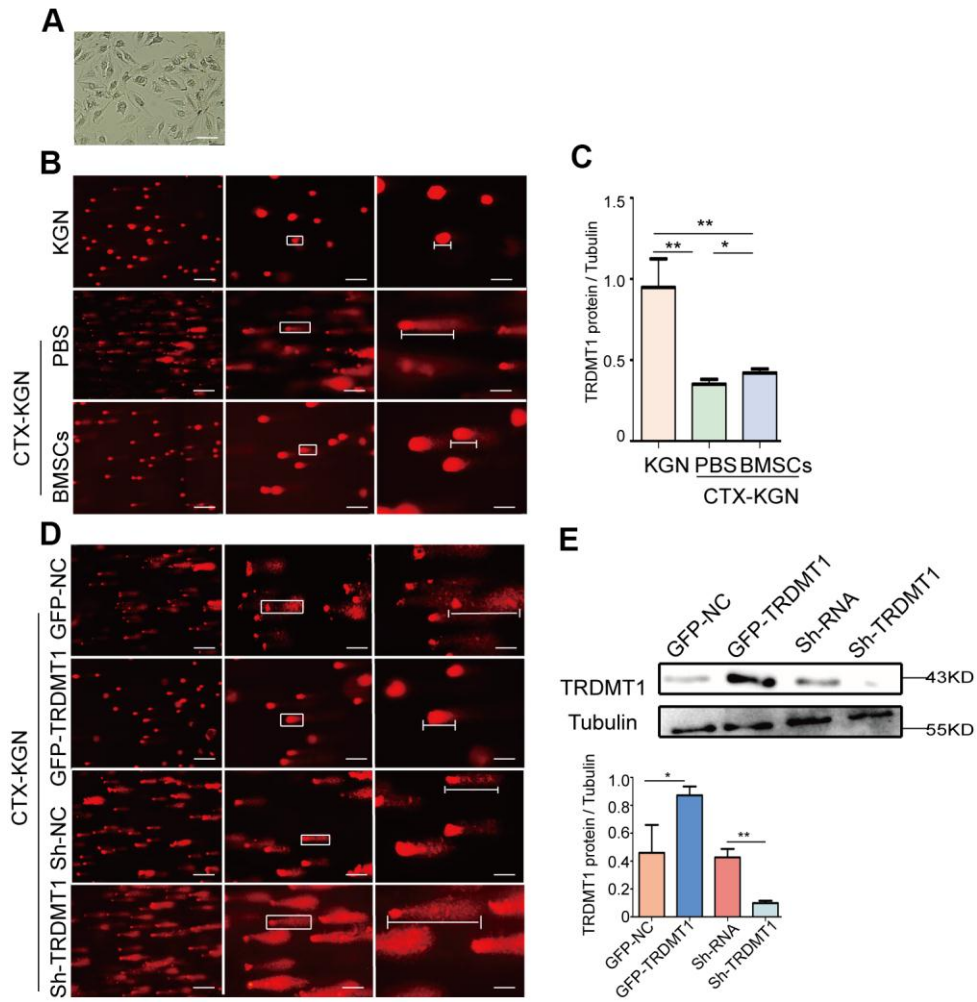 A
B
KGN
PBS
BMSCs
CTX-KGN
C
TRDMT1 protein / Tubulin
1.5
1.0
0.5
0
**
**
*
KGN PBS BMSCs
CTX-KGN
D
GFP-NC
GFP-TRDMT1
Sh-NC
Sh-TRDMT1
CTX-KGN
E
GFP-NC
GFP-TRDMT1
Sh-RNA
Sh-TRDMT1
TRDMT1
43KD
Tubulin
55KD
TRDMT1 protein / Tubulin
1.0
0.8
0.6
0.4
0.2
0
*
**
GFP-NC
GFP-TRDMT1
Sh-RNA
Sh-TRDMT1